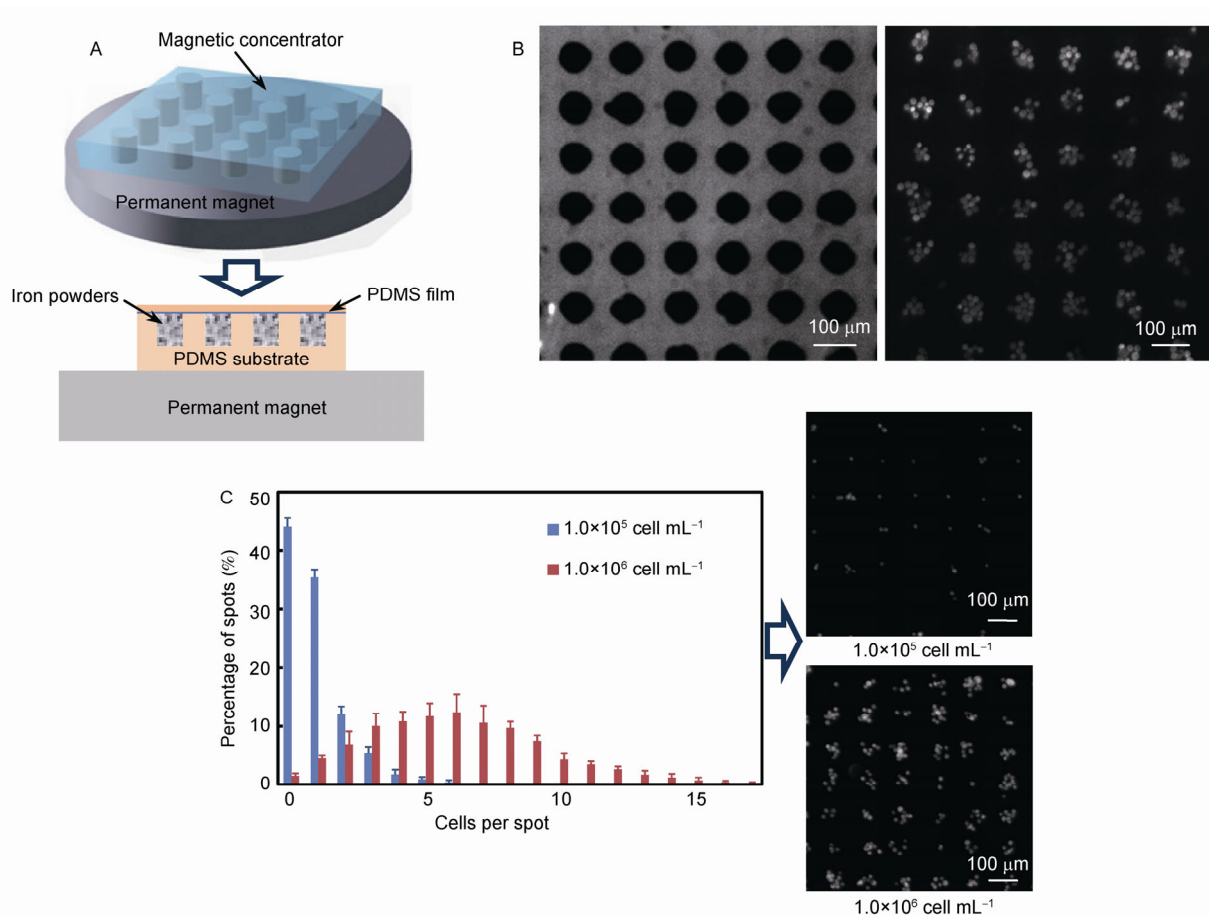 A
Magnetic concentrator
Permanent magnet
Iron powders
PDMS film
PDMS substrate
Permanent magnet
B
100 μm
100 μm
C
50
40
30
20
10
0
Percentage of spots (%)
1.0×10⁵ cell mL⁻¹
1.0×10⁶ cell mL⁻¹
0 5 10 15
Cells per spot
100 μm
1.0×10⁵ cell mL⁻¹
100 μm
1.0×10⁶ cell mL⁻¹